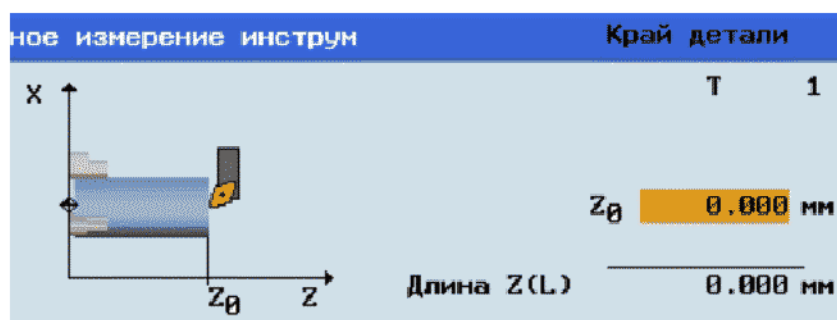 ное измерение инструм Край детали
X T 1
Z0 0.000 мм
Z0 Z Длина Z(L) 0.000 мм